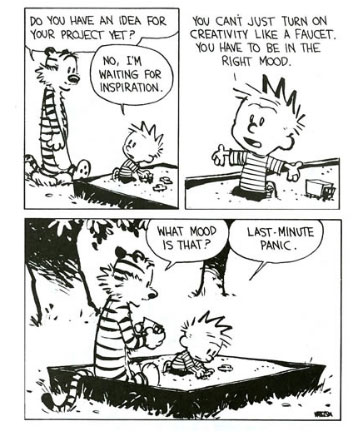 DO YOU HAVE AN IDEA FOR
YOUR PROJECT YET?
NO, I'M
WAITING FOR
INSPIRATION.
YOU CAN'T JUST TURN ON
CREATIVITY LIKE A FAUCET.
YOU HAVE TO BE IN THE
RIGHT MOOD.
WHAT MOOD
IS THAT?
LAST-MINUTE
PANIC.